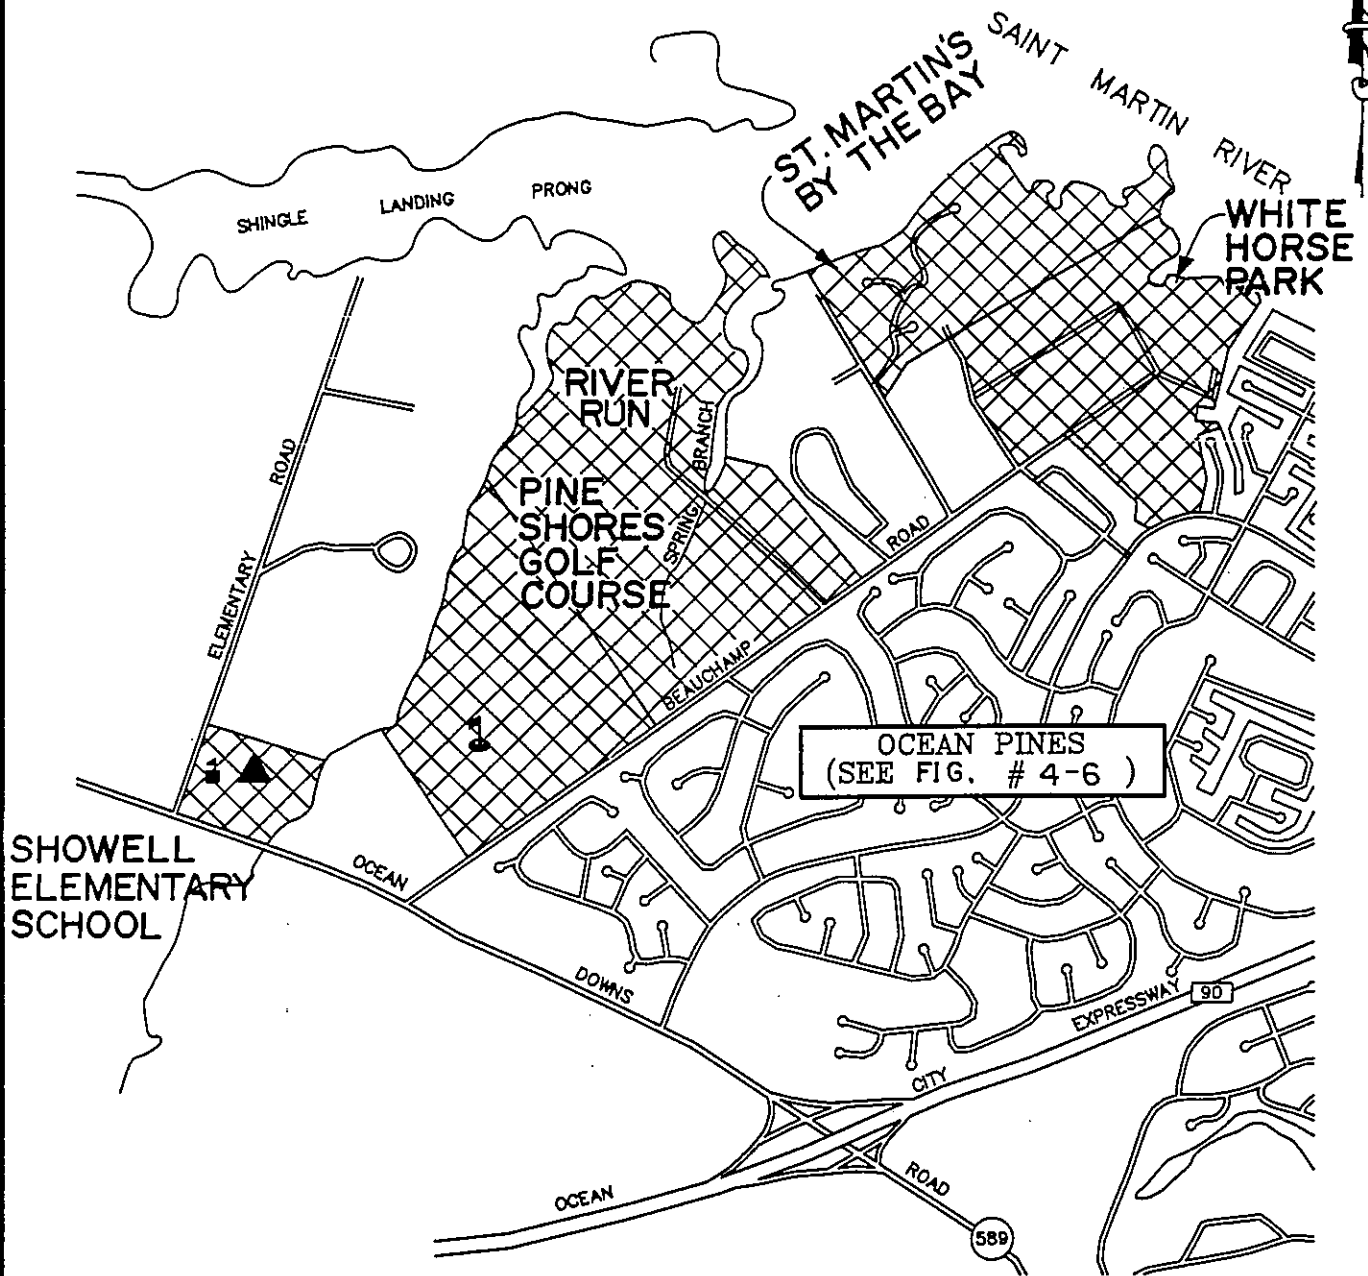 SAINT MARTIN RIVER
ST. MARTIN'S
BY THE BAY
SHINGLE LANDING PRONG
WHITE
HORSE
PARK
RIVER
RUN
BRANCH
SPRING
PINE
SHORES
GOLF
COURSE
ROAD
ELEMENTARY
ROAD
BEAUCHAMP
OCEAN PINES
(SEE FIG. # 4-6 )
SHOWELL
ELEMENTARY
SCHOOL
OCEAN
DOWNS
ROAD
589
OCEAN
CITY
EXPRESSWAY
90